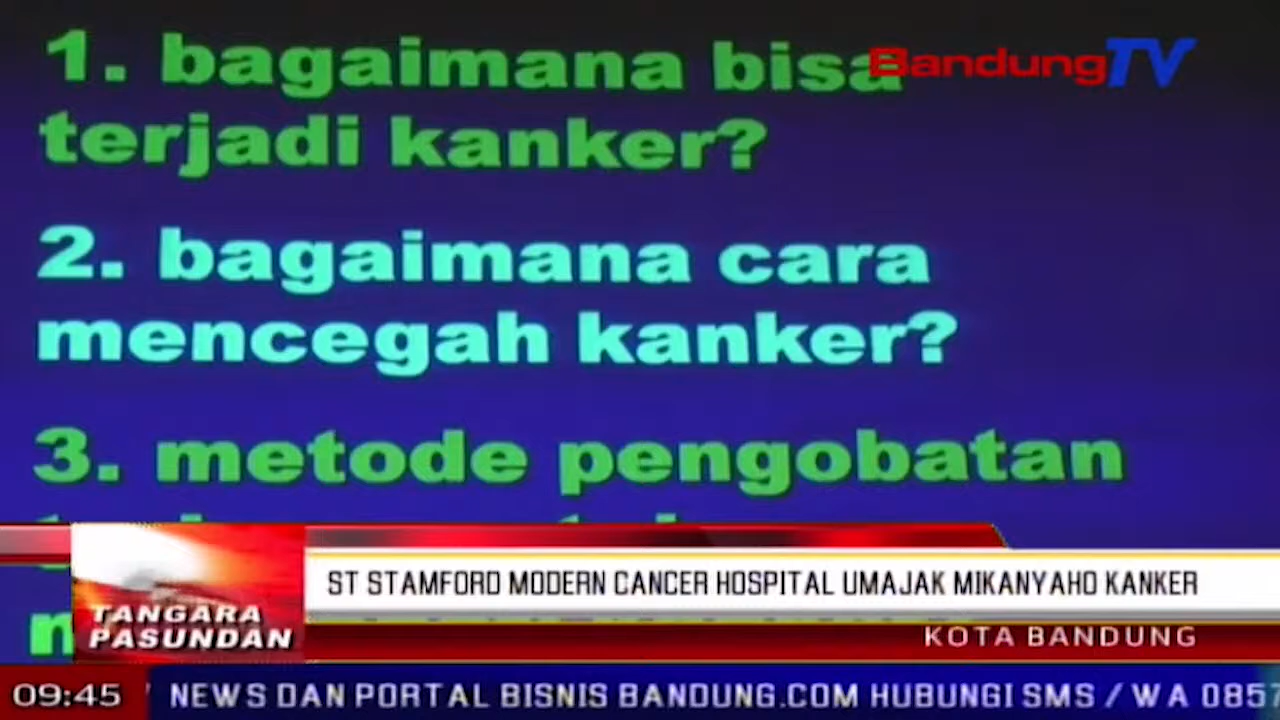 1. bagaimana bisa
BandungTV
terjadi kanker?
2. bagaimana cara
mencegah kanker?
3. metode pengobatan
ST STAMFORD MODERN CANCER HOSPITAL UMAJAK MIKANYAHO KANKER
TANGARA
PASUNDAN
KOTA BANDUNG
09:45
NEWS DAN PORTAL BISNIS BANDUNG.COM HUBUNGI SMS / WA 0857